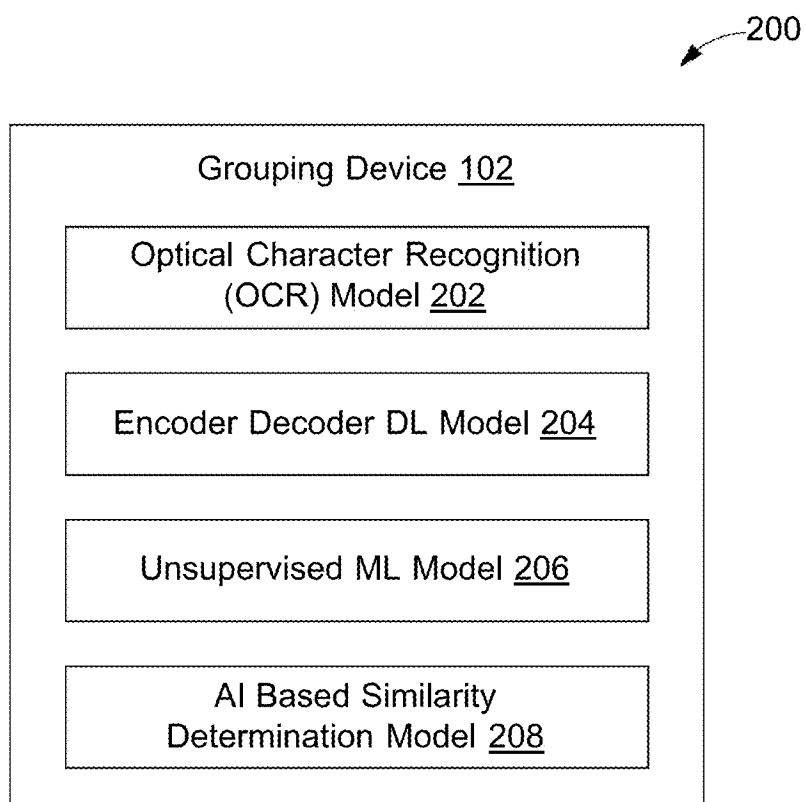 200
Grouping Device 102
Optical Character Recognition
(OCR) Model 202
Encoder Decoder DL Model 204
Unsupervised ML Model 206
AI Based Similarity
Determination Model 208